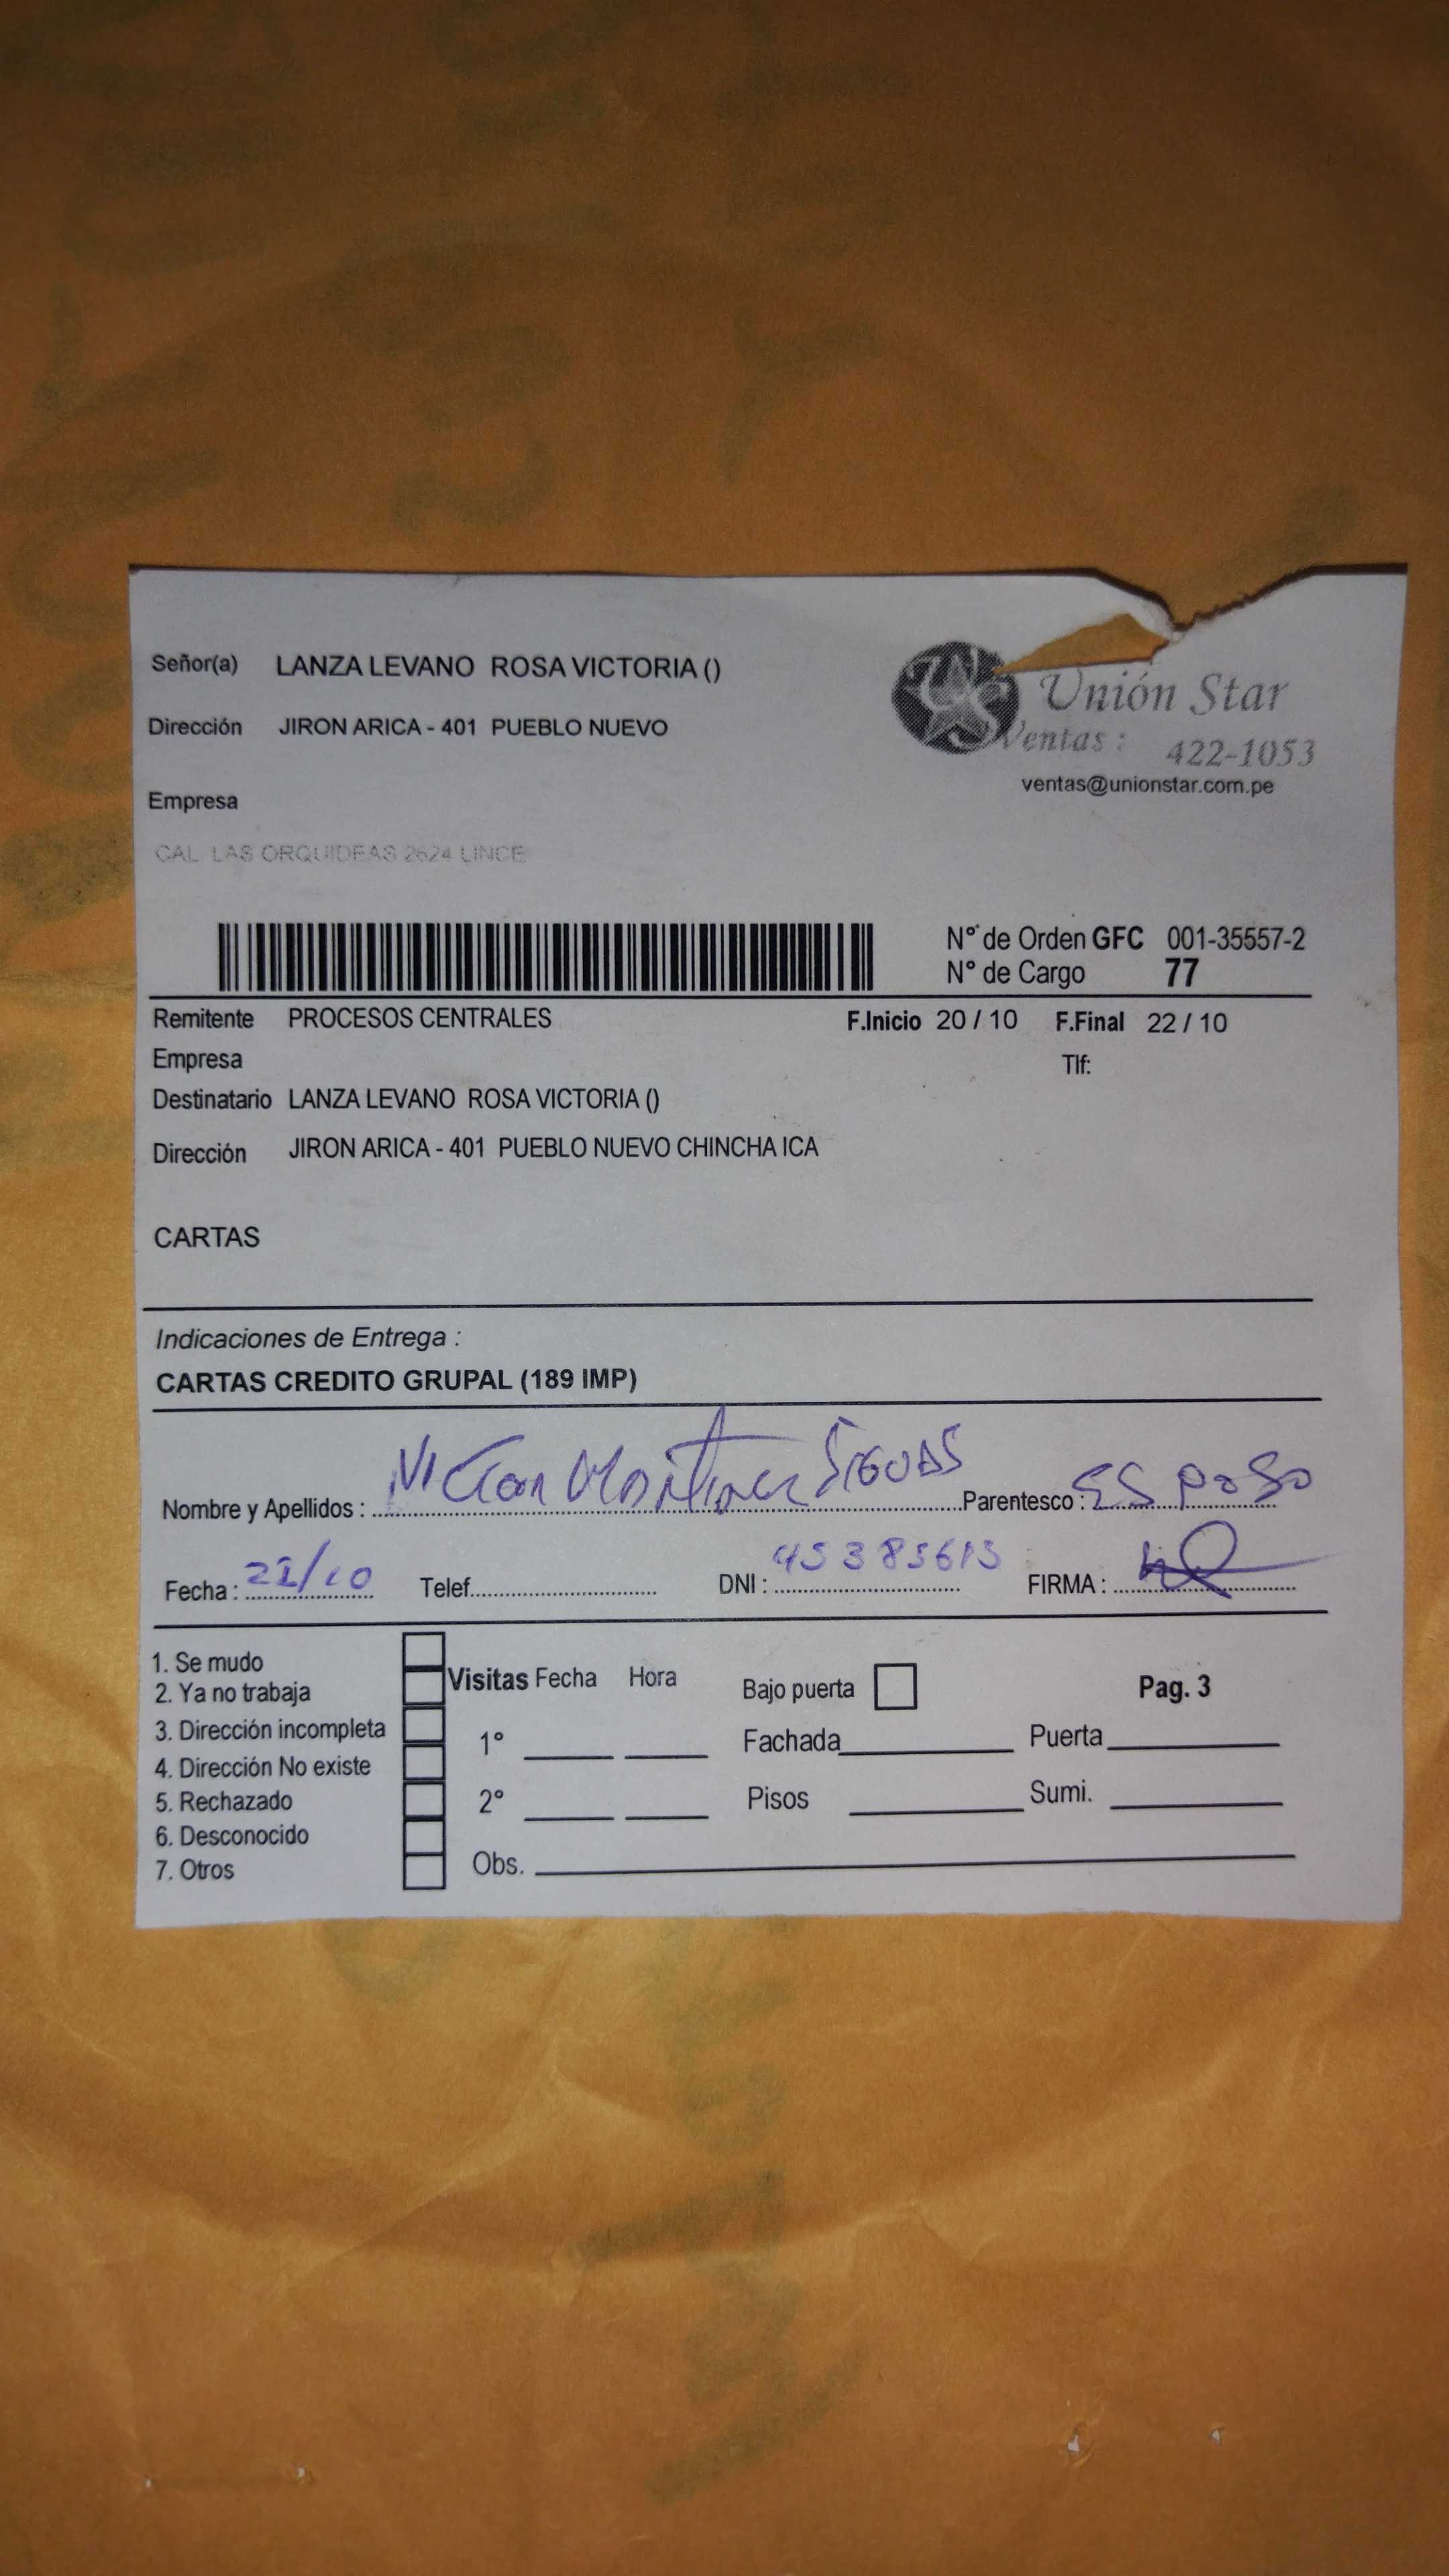 Señor(a) LANZA LEVANO ROSA VICTORIA ()
Unión Star
Dirección JIRON ARICA - 401 PUEBLO NUEVO
Ventas : 422-1053
ventas@unionstar.com.pe
Empresa
CAL. LAS ORQUIDEAS 2624 LINCE
N° de Orden GFC 001-35557-2
N° de Cargo 77
Remitente PROCESOS CENTRALES F.Inicio 20 / 10 F.Final 22 / 10
Empresa Tlf:
Destinatario LANZA LEVANO ROSA VICTORIA ()
Dirección JIRON ARICA - 401 PUEBLO NUEVO CHINCHA ICA
CARTAS
Indicaciones de Entrega :
CARTAS CREDITO GRUPAL (189 IMP)
Nombre y Apellidos : Victor Martinez SIGUAS Parentesco : ESPOSO
Fecha : 21/10 Telef. DNI : 45385613 FIRMA :
1. Se mudo
2. Ya no trabaja
3. Dirección incompleta
4. Dirección No existe
5. Rechazado
6. Desconocido
7. Otros
Visitas Fecha Hora Bajo puerta Pag. 3
1° Fachada Puerta
2° Pisos Sumi.
Obs.